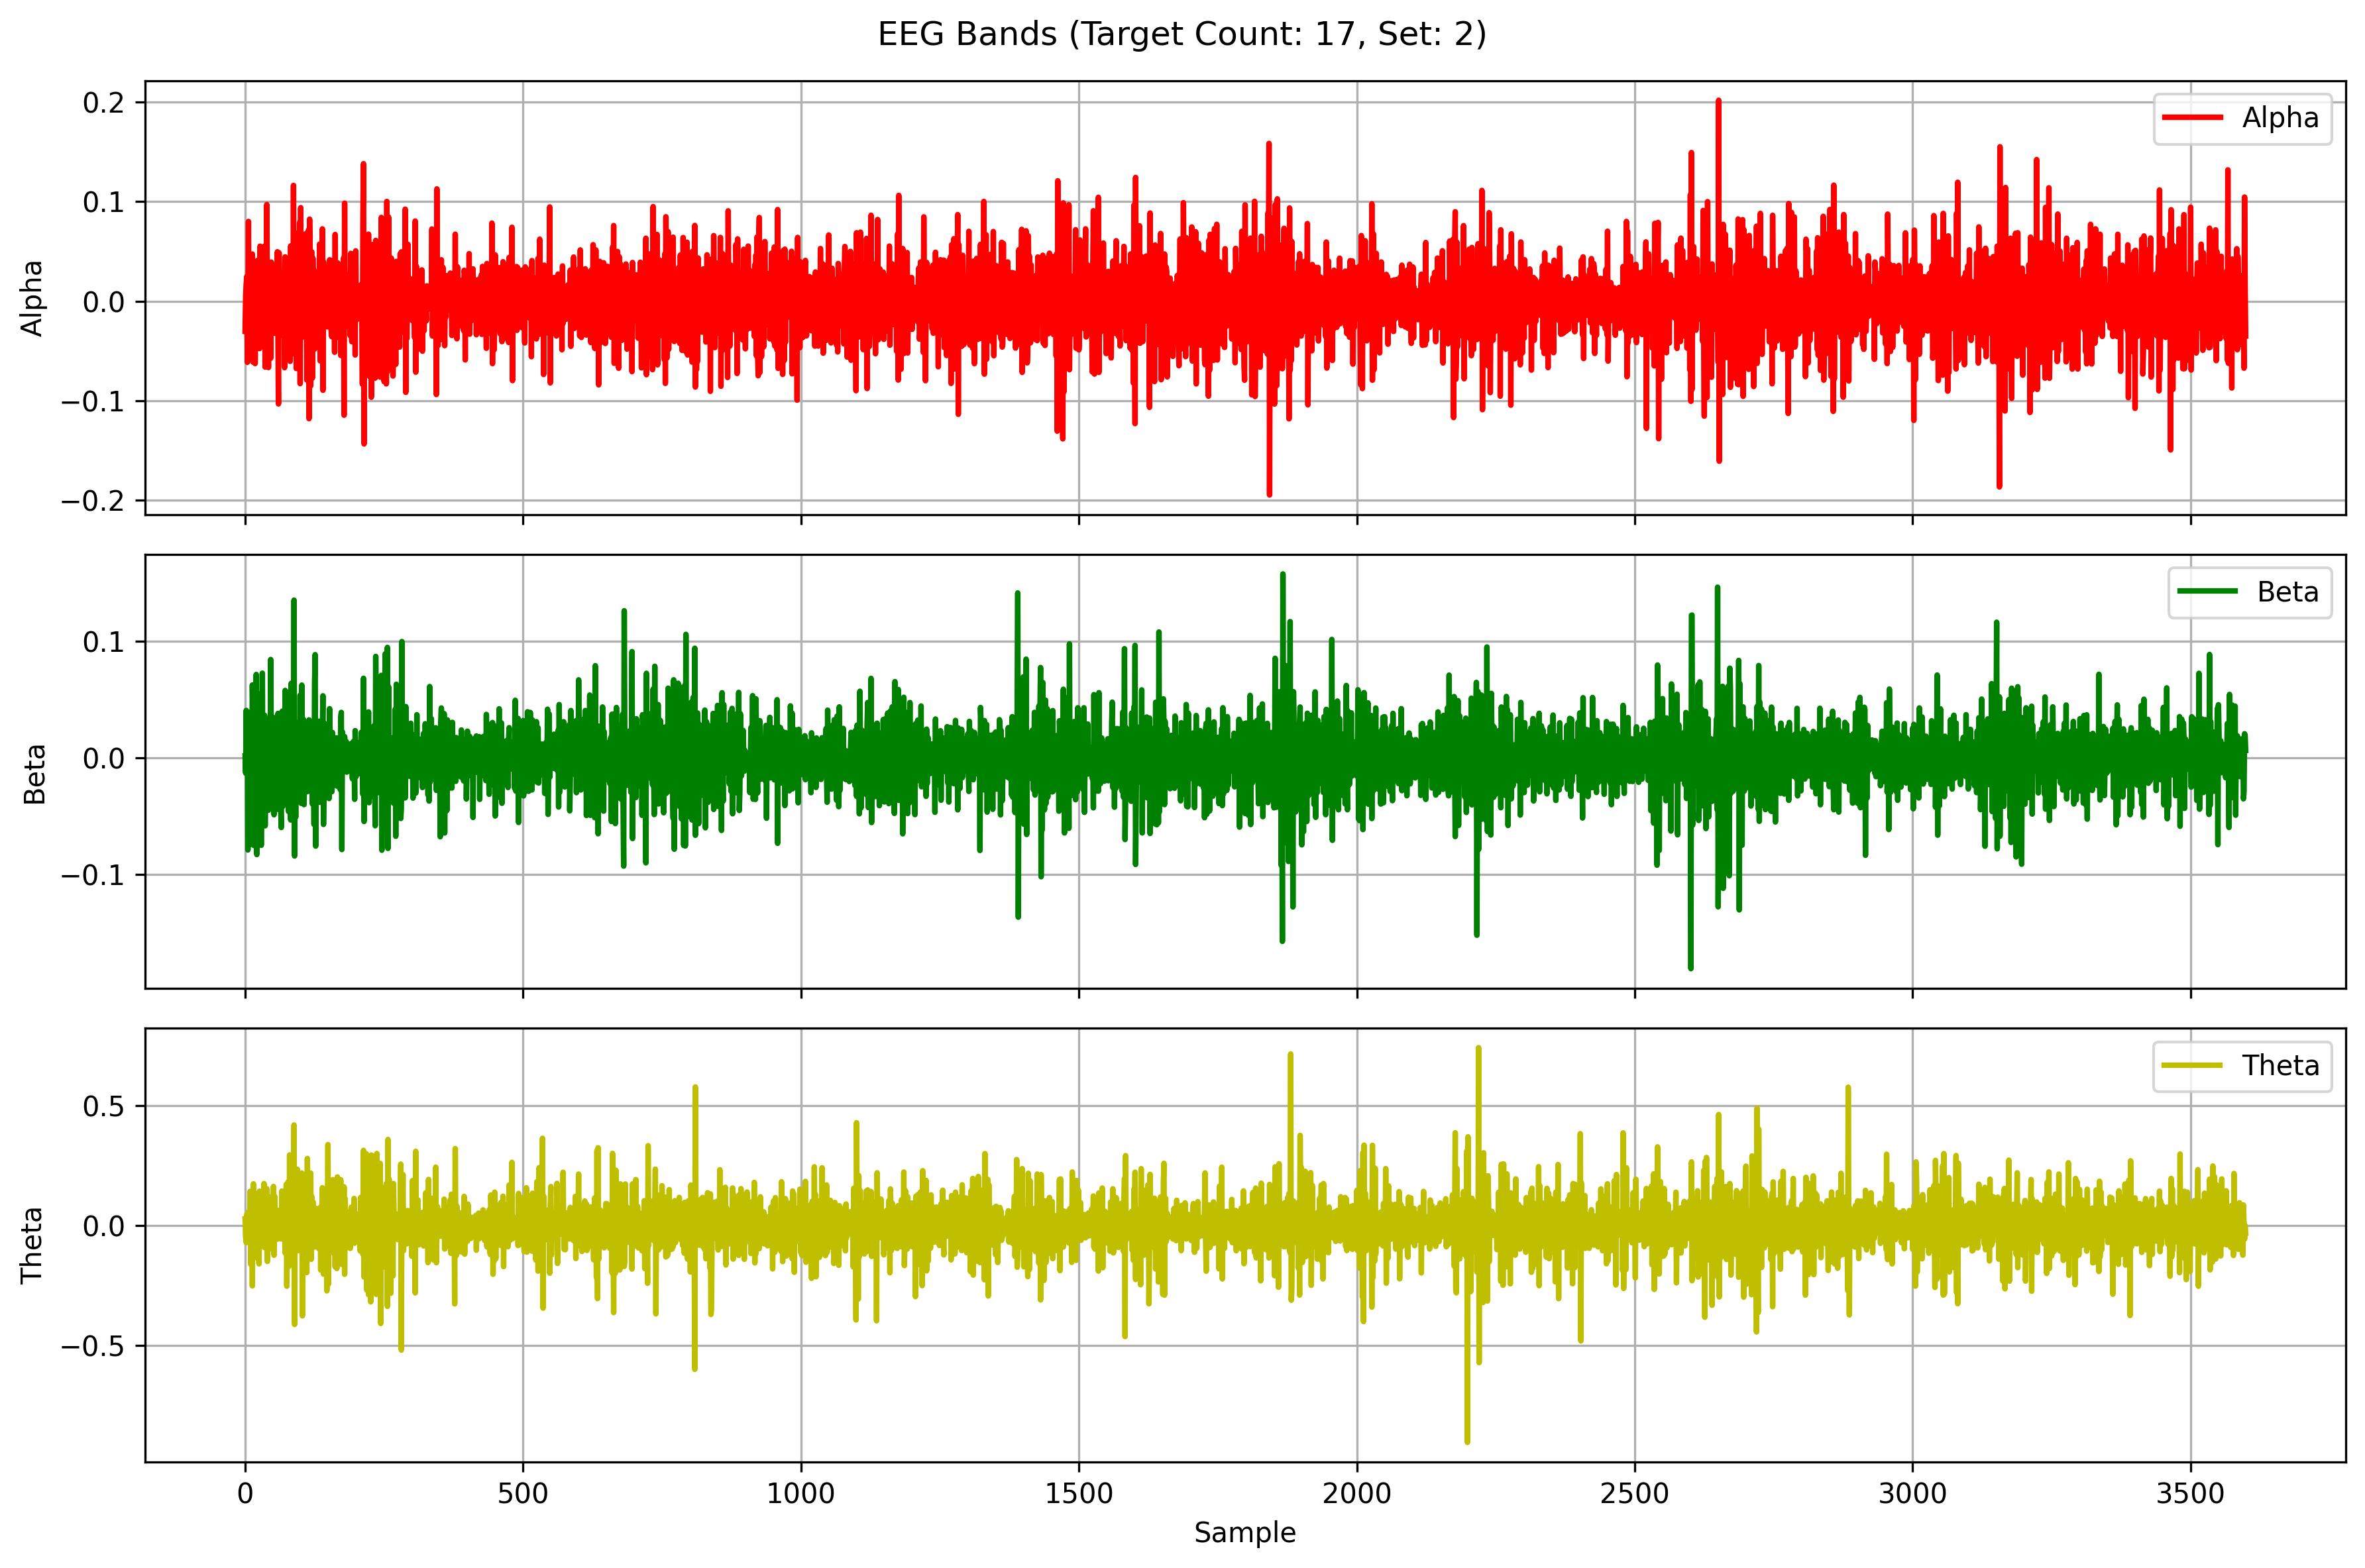 EEG Bands (Target Count: 17, Set: 2)
0.2
0.1
0.0
−0.1
−0.2
Alpha
Alpha
0.1
0.0
−0.1
Beta
Beta
0.5
0.0
−0.5
Theta
Theta
0 500 1000 1500 2000 2500 3000 3500
Sample